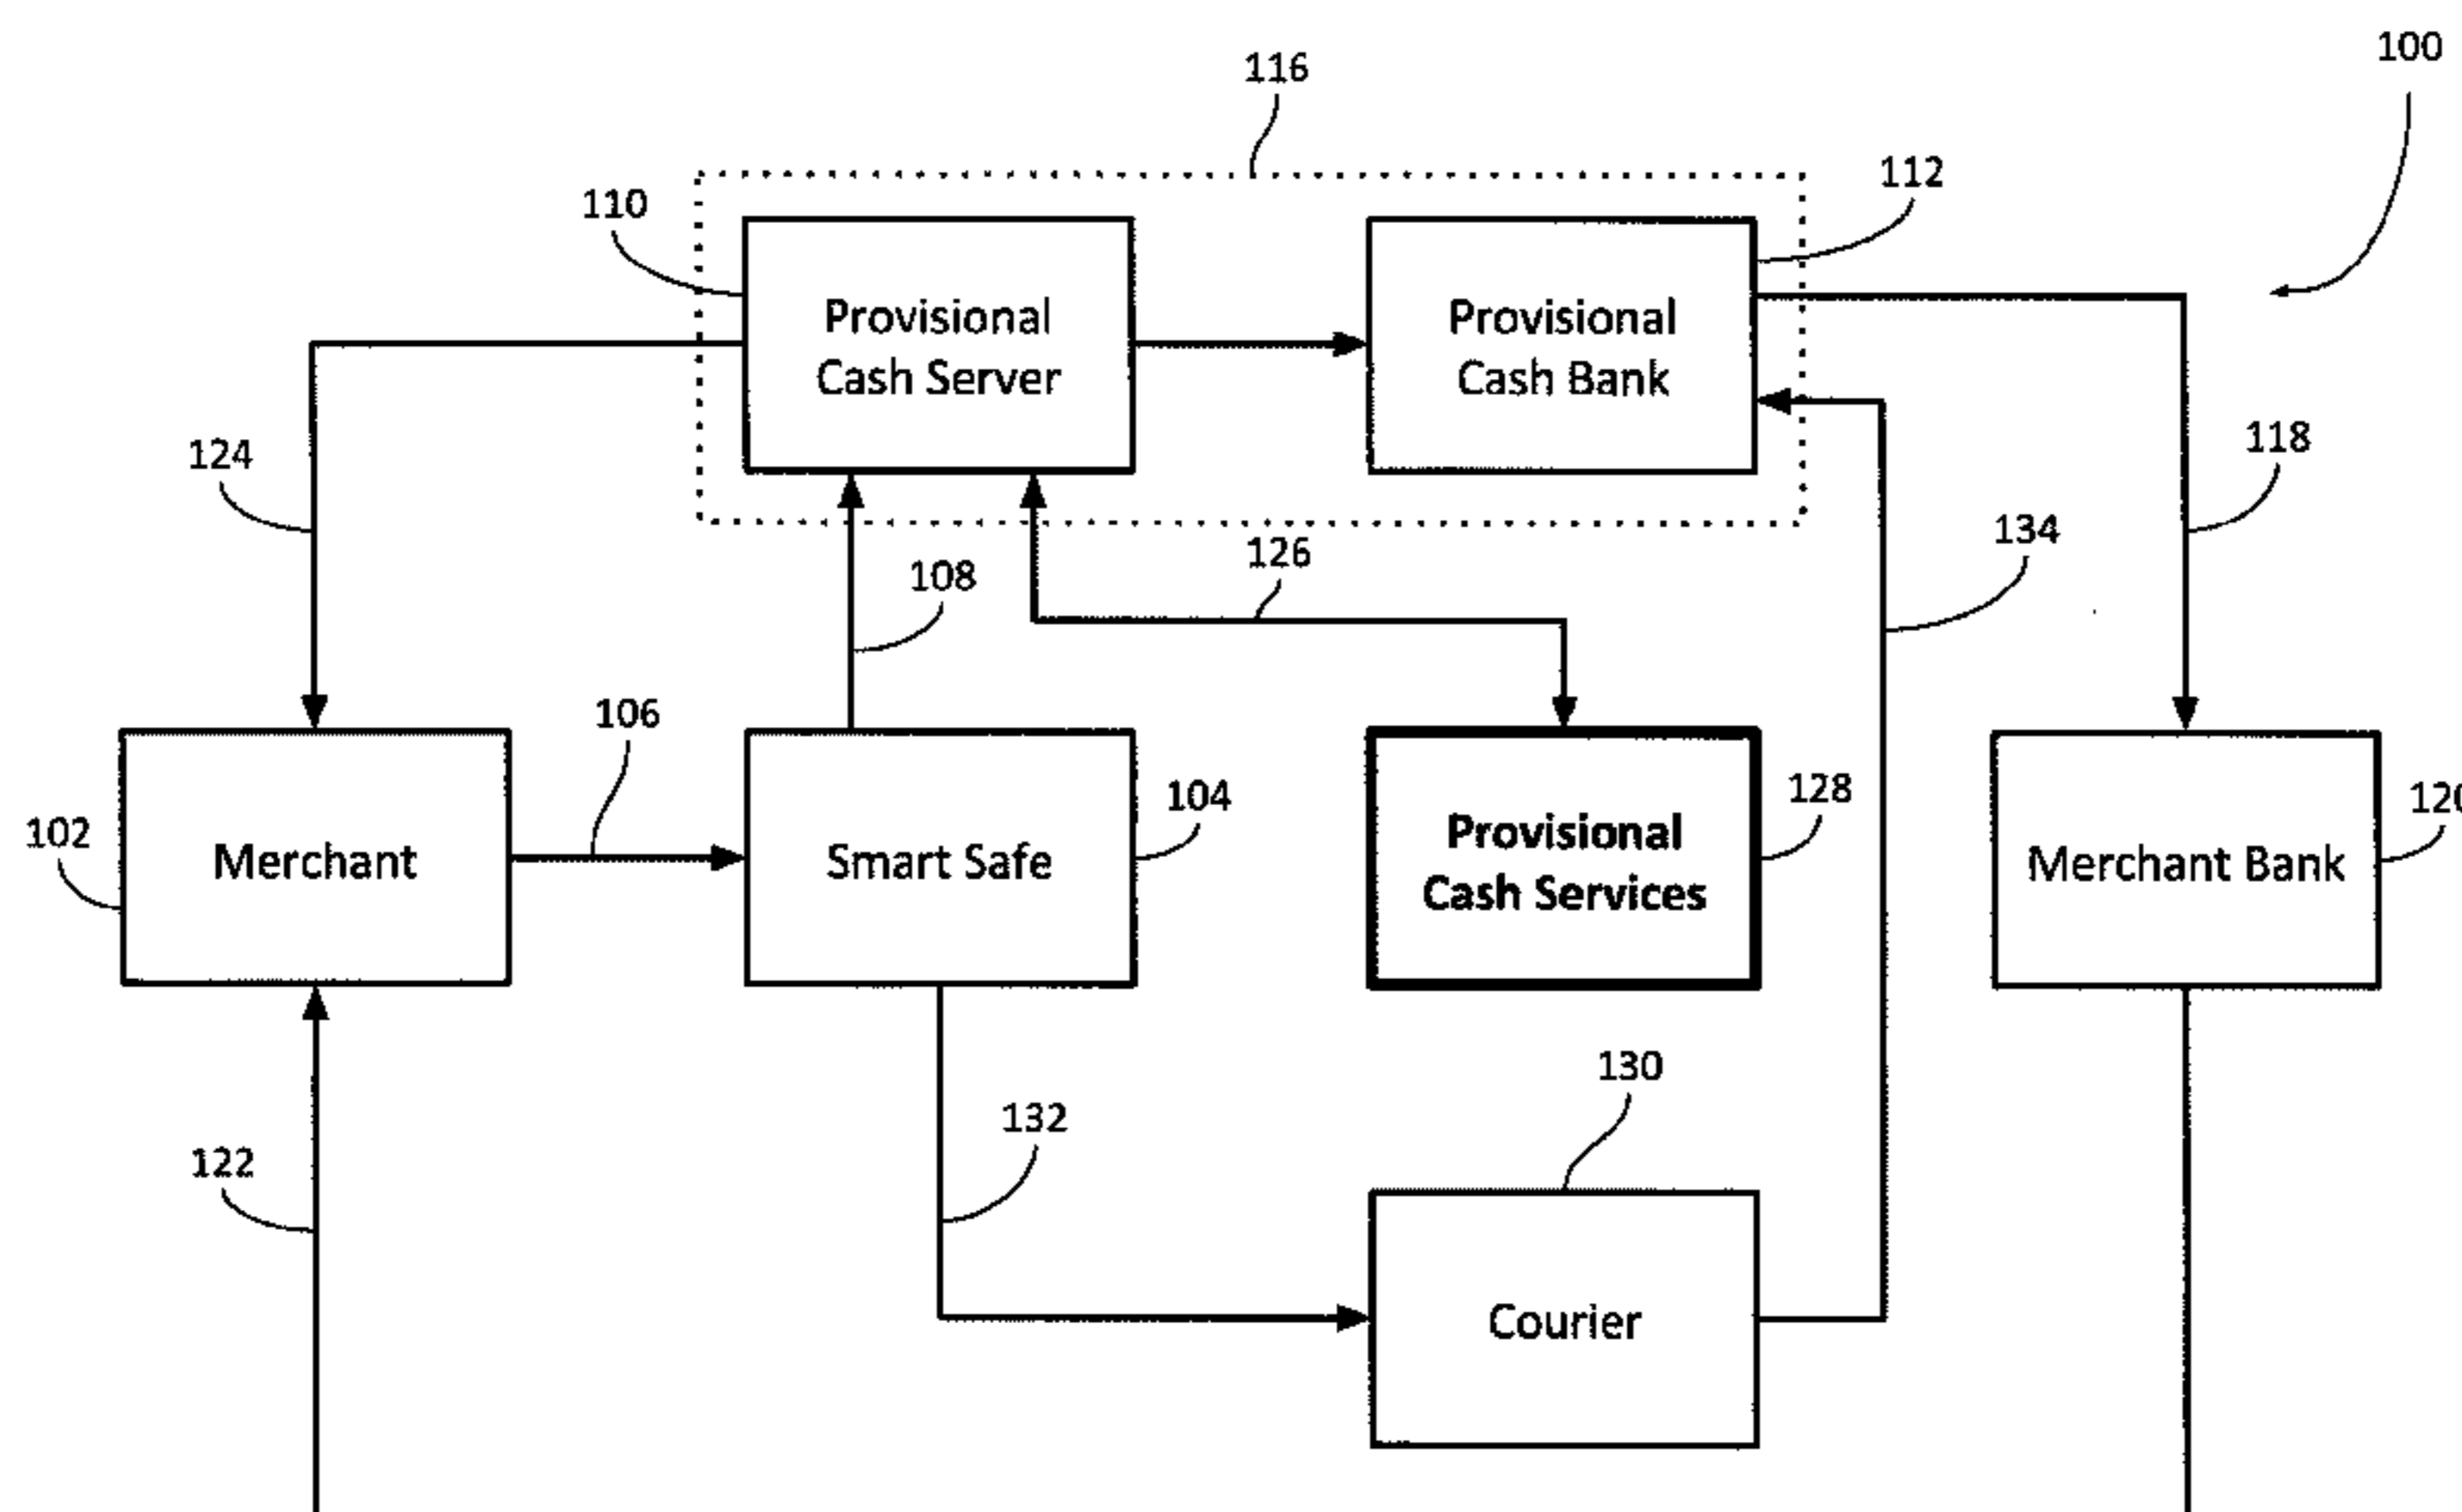 100
116
112
110
Provisional
Cash Server
Provisional
Cash Bank
124
118
134
126
108
106
102
Merchant
Smart Safe
104
Provisional
Cash Services
128
Merchant Bank
120
130
132
122
Courier